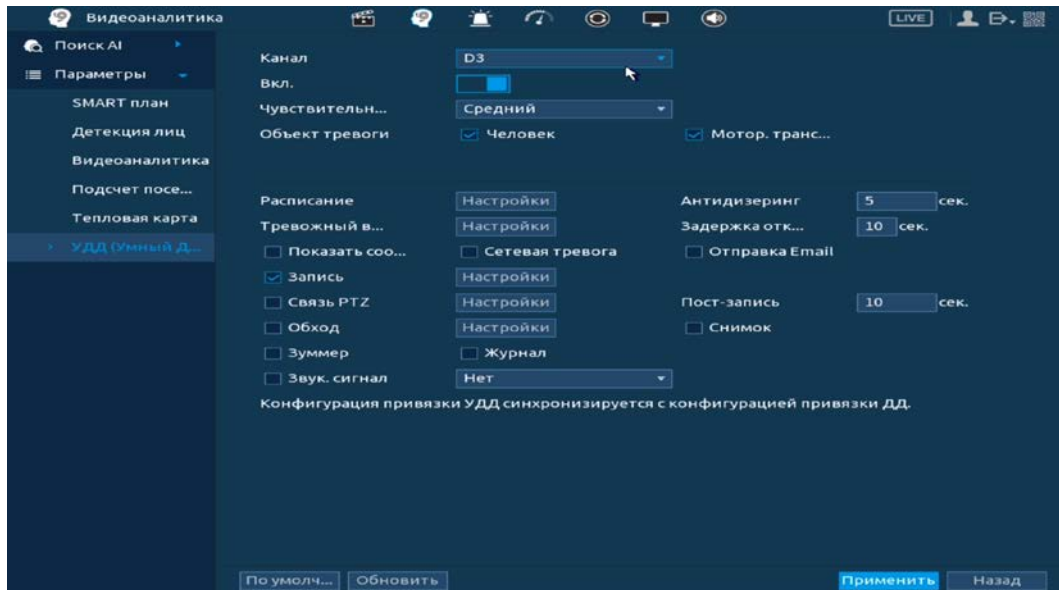 Видеоаналитика LIVE
Поиск AI
Параметры
SMART план
Детекция лиц
Видеоаналитика
Подсчет посе...
Тепловая карта
УДД (Умный Д...
Канал D3
Вкл.
Чувствительн... Средний
Объект тревоги Человек Мотор. транс...
Расписание Настройки Антидизеринг 5 сек.
Тревожный в... Настройки Задержка отк... 10 сек.
Показать соо... Сетевая тревога Отправка Email
Запись Настройки
Связь PTZ Настройки Пост-запись 10 сек.
Обход Настройки Снимок
Зуммер Журнал
Звук. сигнал Нет
Конфигурация привязки УДД синхронизируется с конфигурацией привязки ДД.
По умолч... Обновить Применить Назад